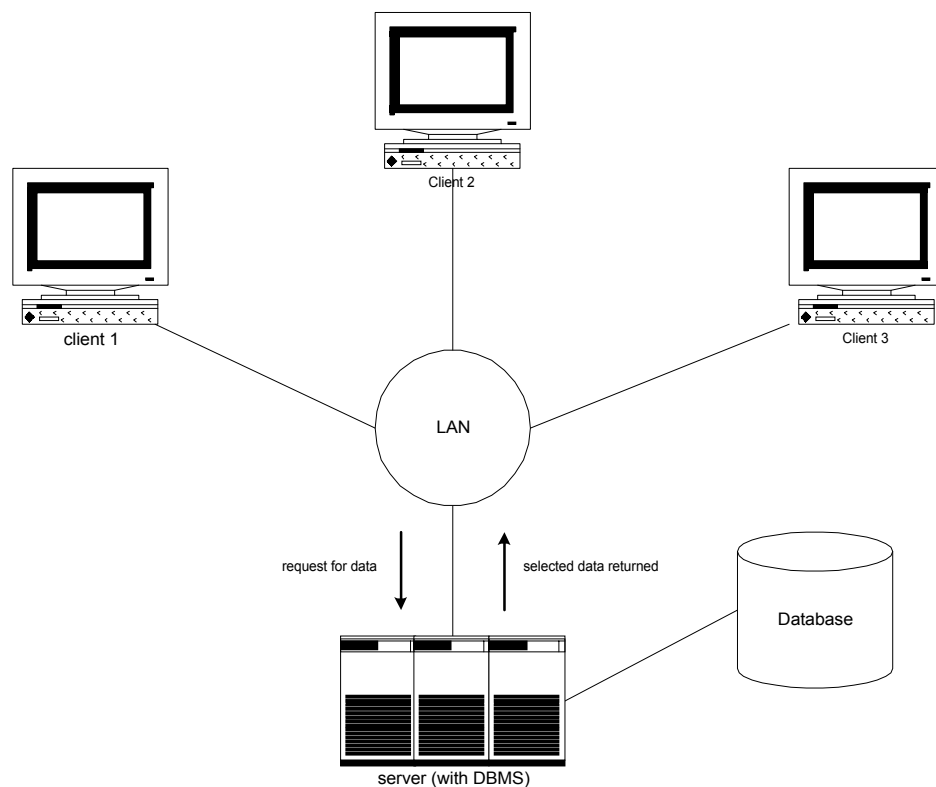 Client 2
client 1
Client 3
LAN
request for data
selected data returned
Database
server (with DBMS)